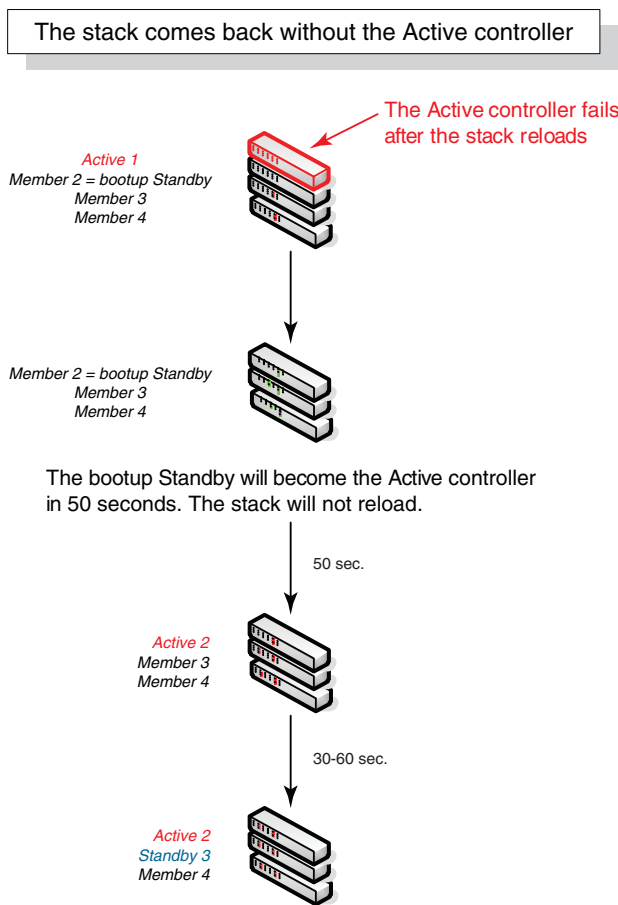 The stack comes back without the Active controller
The Active controller fails
after the stack reloads
Active 1
Member 2 = bootup Standby
Member 3
Member 4
Member 2 = bootup Standby
Member 3
Member 4
The bootup Standby will become the Active controller
in 50 seconds. The stack will not reload.
50 sec.
Active 2
Member 3
Member 4
30-60 sec.
Active 2
Standby 3
Member 4